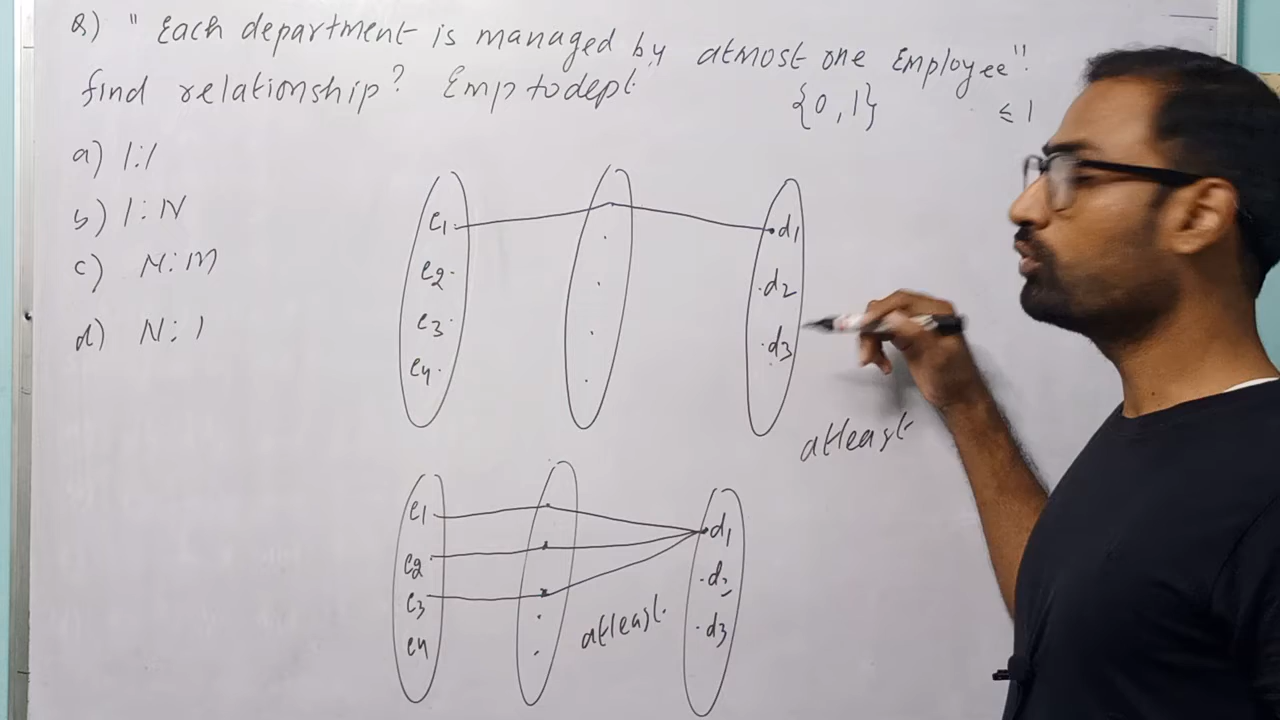 Q) "Each department is managed by atmost one Employee".
find relationship? Emp to dept
{0,1} ≤ 1
a) 1:1
b) 1:N
c) N:M
d) N:1
e1 d1
e2 d2
e3 d3
e4
atleast
e1 d1
e2 d2
e3 d3
e4
atleast